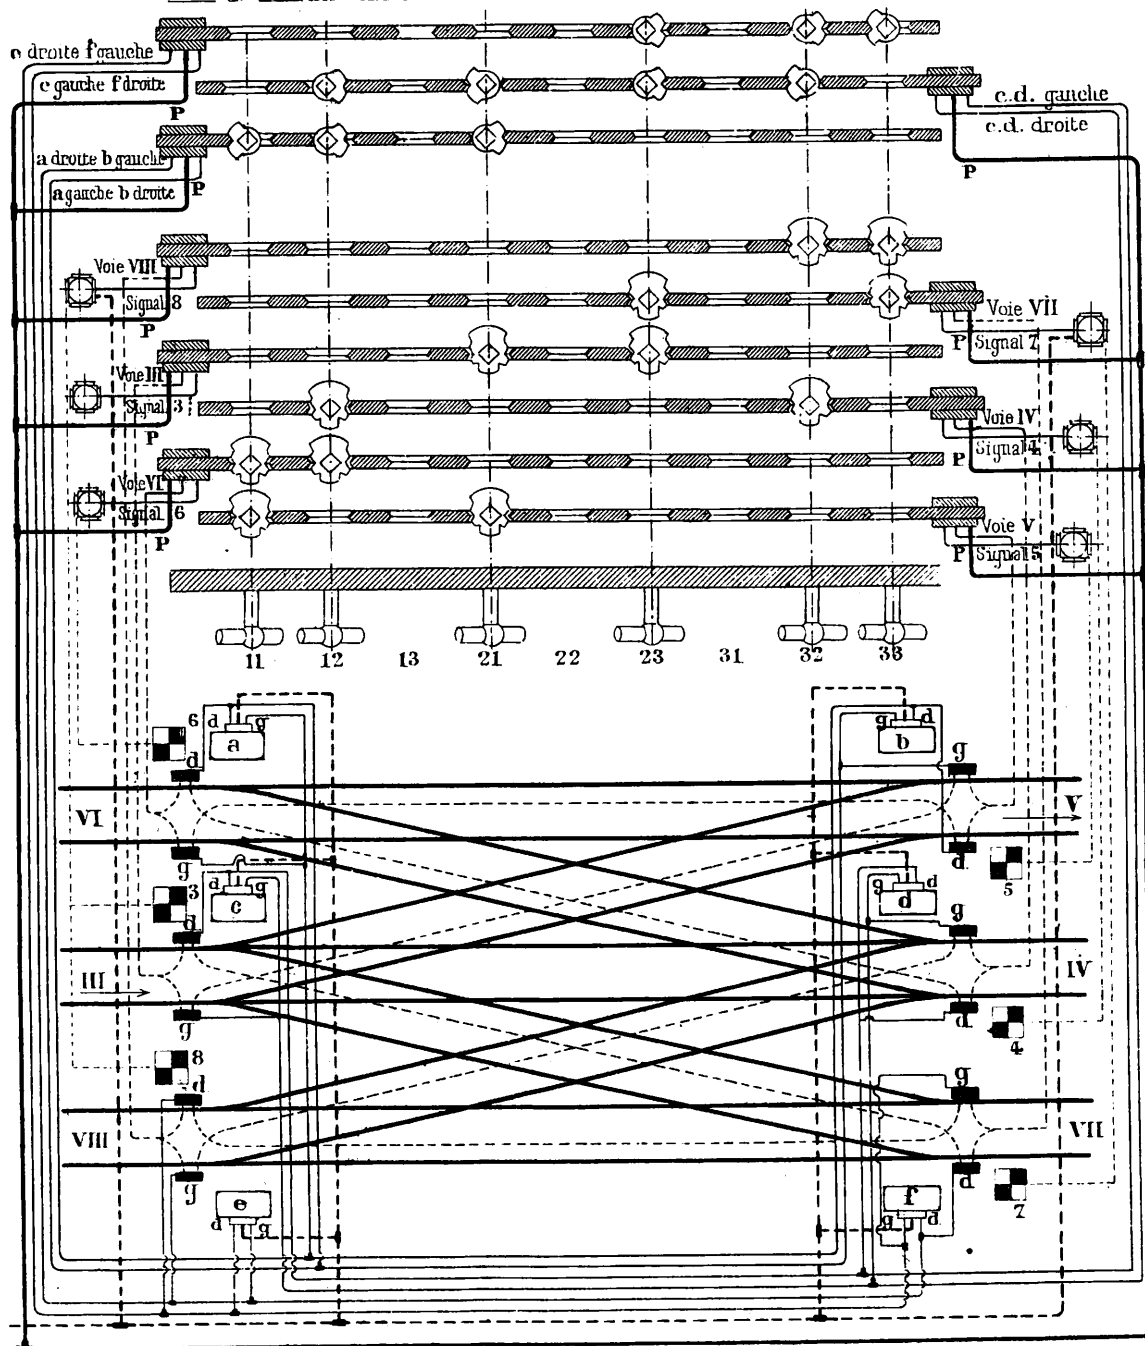 e droite f gauche
e gauche f droite
P
c.d. gauche
c.d. droite
P
a droite b gauche
P
a gauche b droite
Voie VIII
Signal 8
P
Voie VII
P Signal 7
Voie III
Signal 3
P
Voie IV
P Signal 4
Voie VI
Signal 6
P
Voie V
P Signal 5
11 12 13 21 22 23 31 32 33
6
d g
a
g d
b
d
g
VI
V
g
d
3
d g
c
g d
d
5
d
g
III
IV
g
d
8
4
d
g
VIII
VII
g
d
7
e
d g
f
g d